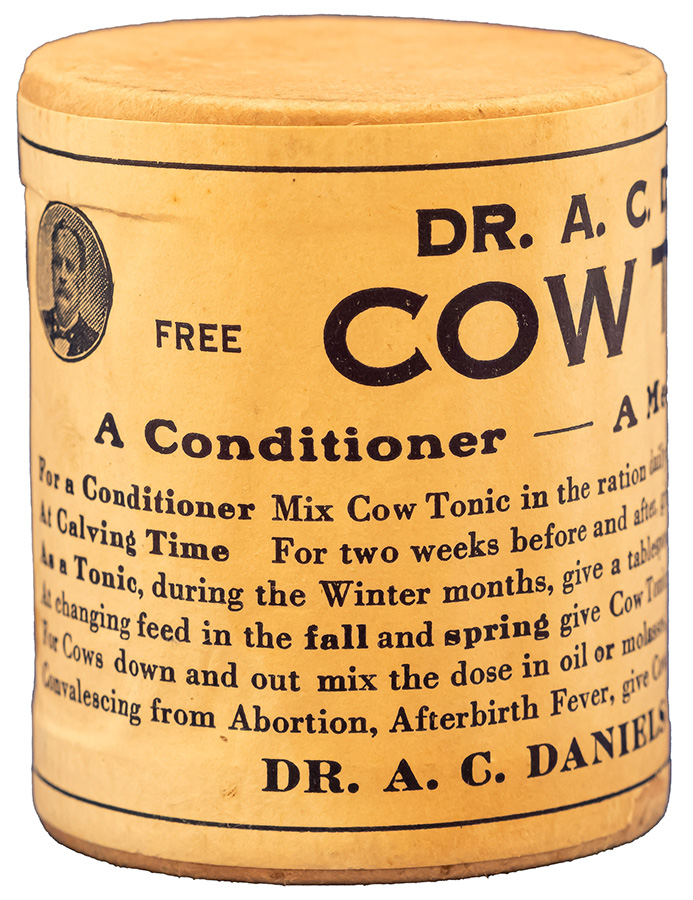 DR. A. C.
FREE
COW
A Conditioner — A
For a Conditioner Mix Cow Tonic in the ration daily
At Calving Time For two weeks before and after,
As a Tonic, during the Winter months, give a
At changing feed in the fall and spring give Cow
For Cows down and out mix the dose in oil or
Convalescing from Abortion, Afterbirth Fever, give
DR. A. C. DANIELS